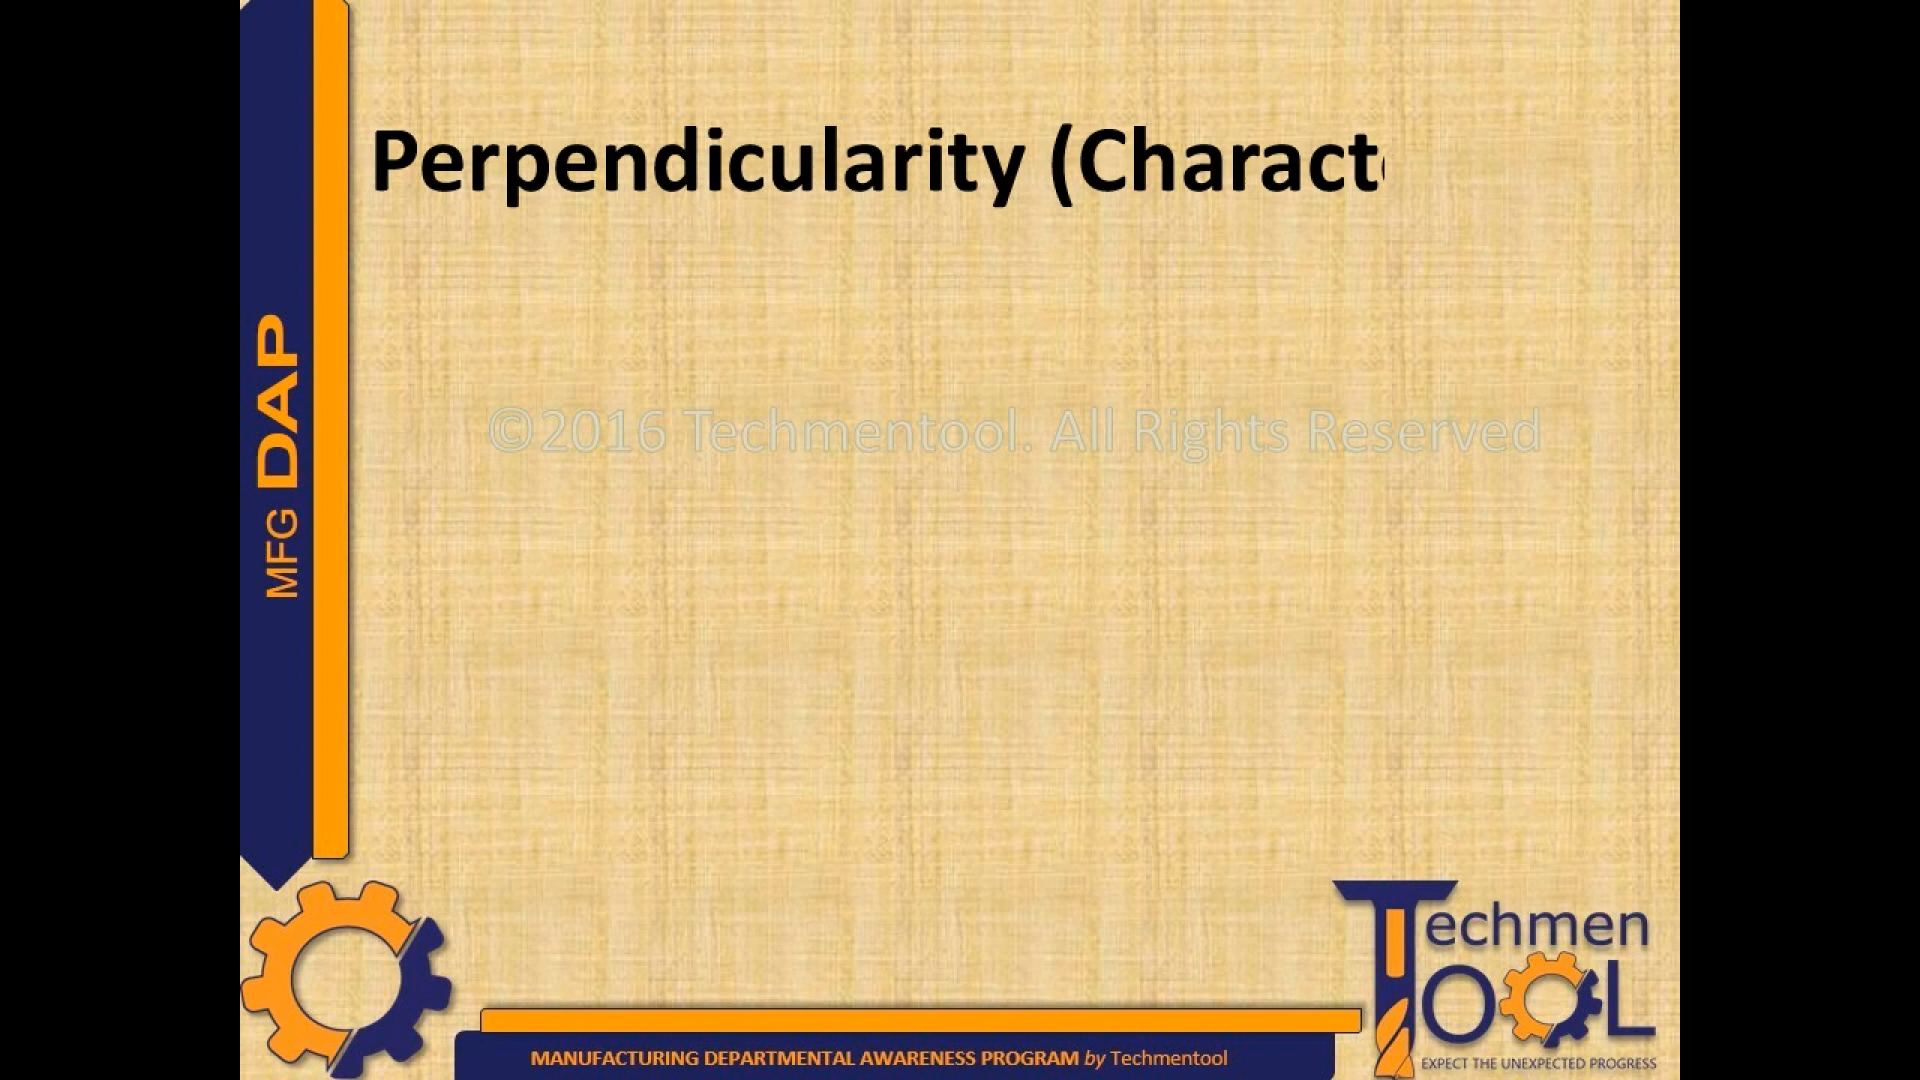 Perpendicularity (Charact
©2016 Techmentool. All Rights Reserved
MFG DAP
Techmen
TOOL
EXPECT THE UNEXPECTED PROGRESS
MANUFACTURING DEPARTMENTAL AWARENESS PROGRAM by Techmentool